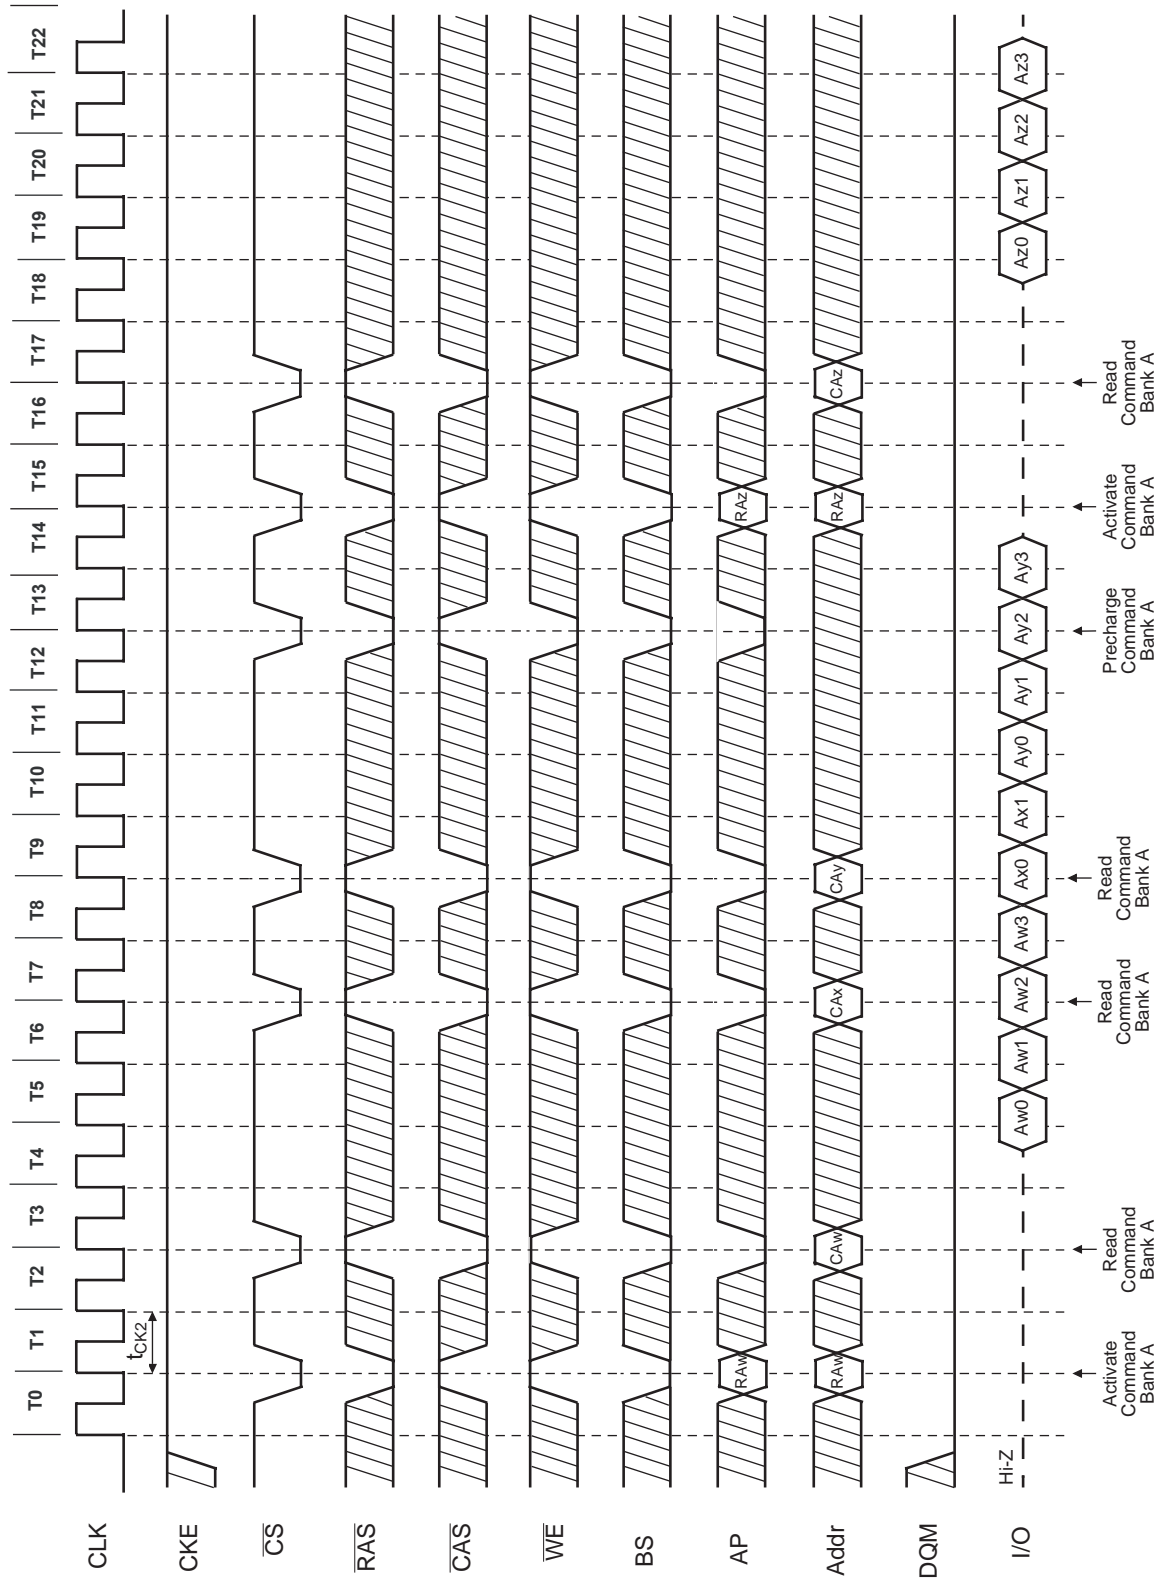 T0 T1 T2 T3 T4 T5 T6 T7 T8 T9 T10 T11 T12 T13 T14 T15 T16 T17 T18 T19 T20 T21 T22
CLK
tCK2
CKE
CS
RAS
CAS
WE
BS
AP
RAw RAz
Addr
RAw CAw CAx CAy RAz CAz
DQM
I/O
Hi-Z
Aw0 Aw1 Aw2 Aw3 Ax0 Ax1 Ay0 Ay1 Ay2 Ay3 Az0 Az1 Az2 Az3
Activate
Command
Bank A
Read
Command
Bank A
Read
Command
Bank A
Read
Command
Bank A
Precharge
Command
Bank A
Activate
Command
Bank A
Read
Command
Bank A